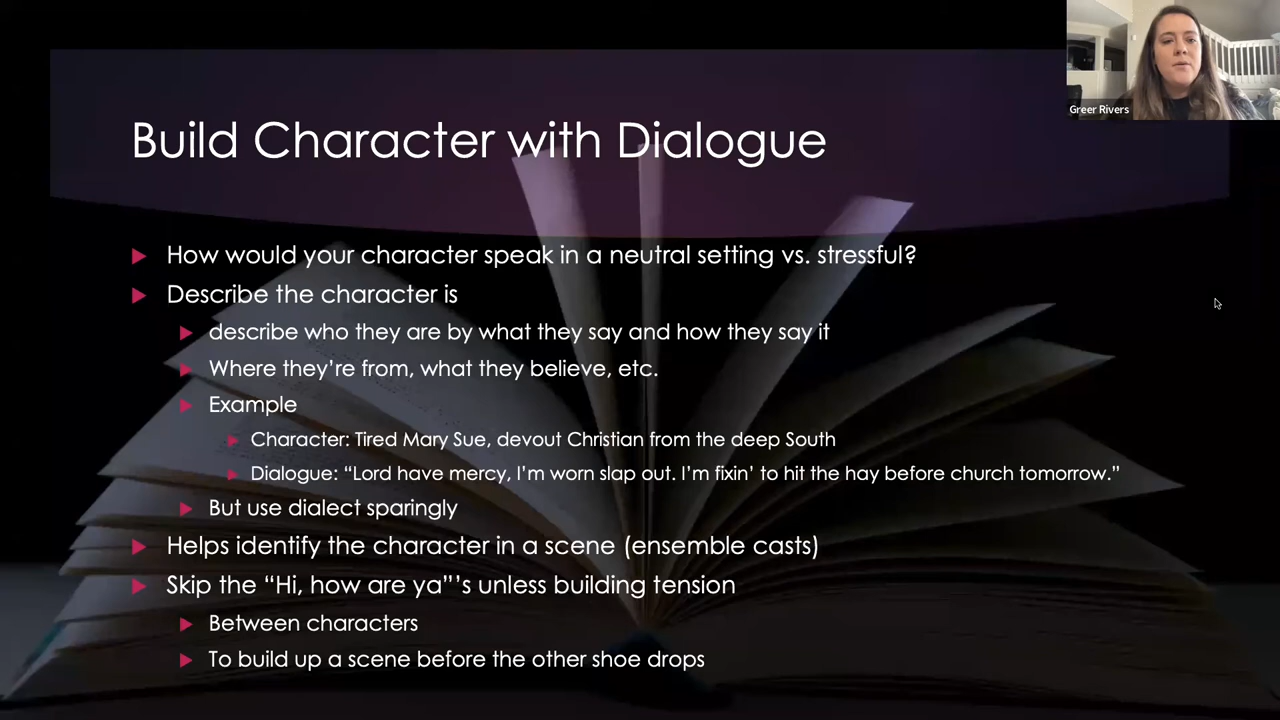 Greer Rivers
Build Character with Dialogue
How would your character speak in a neutral setting vs. stressful?
Describe the character is
describe who they are by what they say and how they say it
Where they’re from, what they believe, etc.
Example
Character: Tired Mary Sue, devout Christian from the deep South
Dialogue: “Lord have mercy, I’m worn slap out. I’m fixin’ to hit the hay before church tomorrow.”
But use dialect sparingly
Helps identify the character in a scene (ensemble casts)
Skip the “Hi, how are ya”’s unless building tension
Between characters
To build up a scene before the other shoe drops